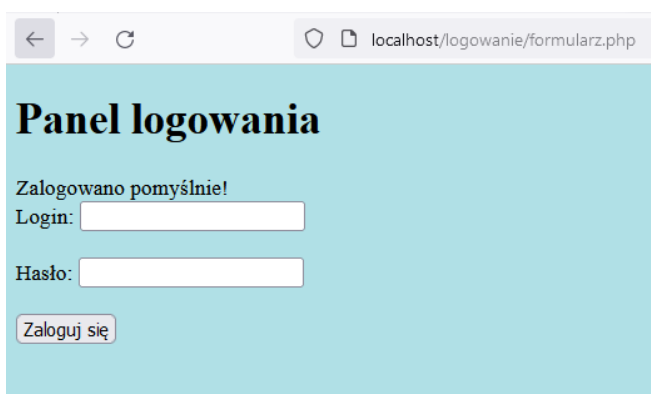 localhost/logowanie/formularz.php
Panel logowania
Zalogowano pomyślnie!
Login:
Hasło:
Zaloguj się